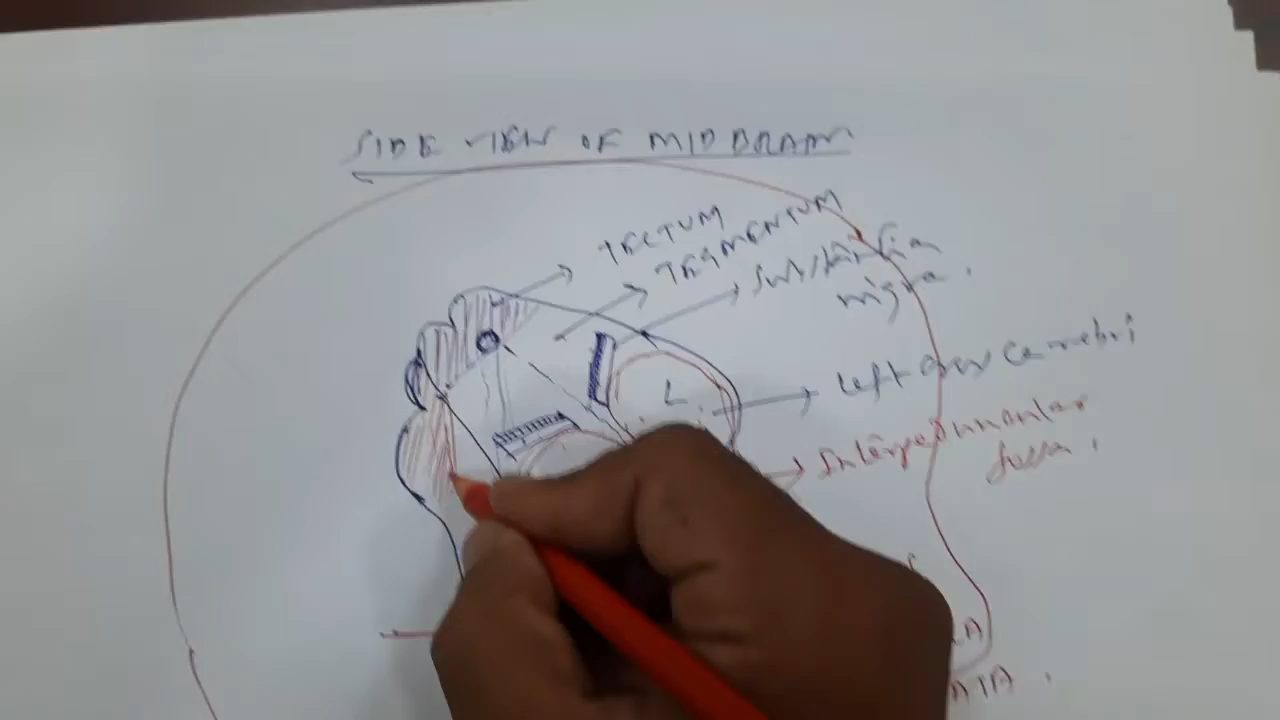 SIDE VIEW OF MIDBRAIN
TECTUM
TEGMENTUM
Substantia
nigra.
L
Left crus cerebri
Interpeduncular
fossa.